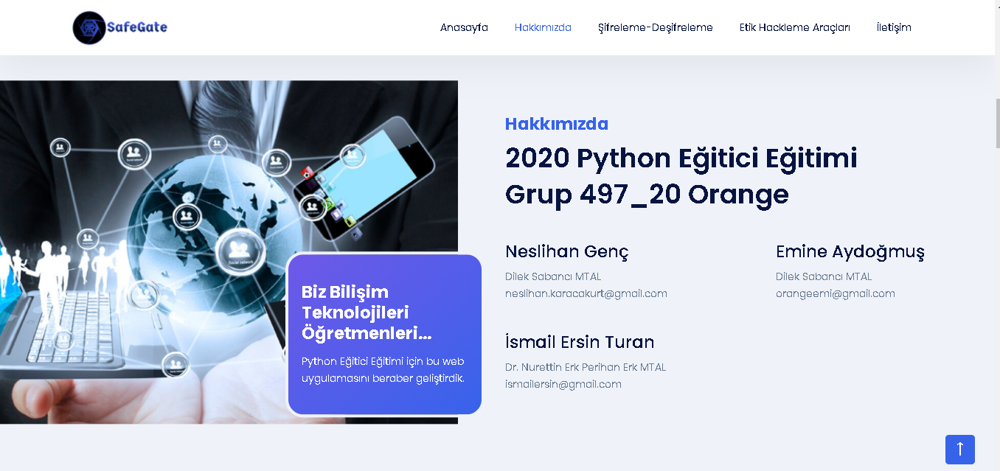 SafeGate
Anasayfa
Hakkımızda
Şifreleme-Deşifreleme
Etik Hackleme Araçları
İletişim
Social network
Biz Bilişim
Teknolojileri
Öğretmenleri...
Python Eğitici Eğitimi için bu web
uygulamasını beraber geliştirdik.
Hakkımızda
2020 Python Eğitici Eğitimi
Grup 497_20 Orange
Neslihan Genç
Dilek Sabancı MTAL
neslihan.karacakurt@gmail.com
Emine Aydoğmuş
Dilek Sabancı MTAL
orangeemi@gmail.com
İsmail Ersin Turan
Dr. Nurettin Erk Perihan Erk MTAL
ismailersin@gmail.com